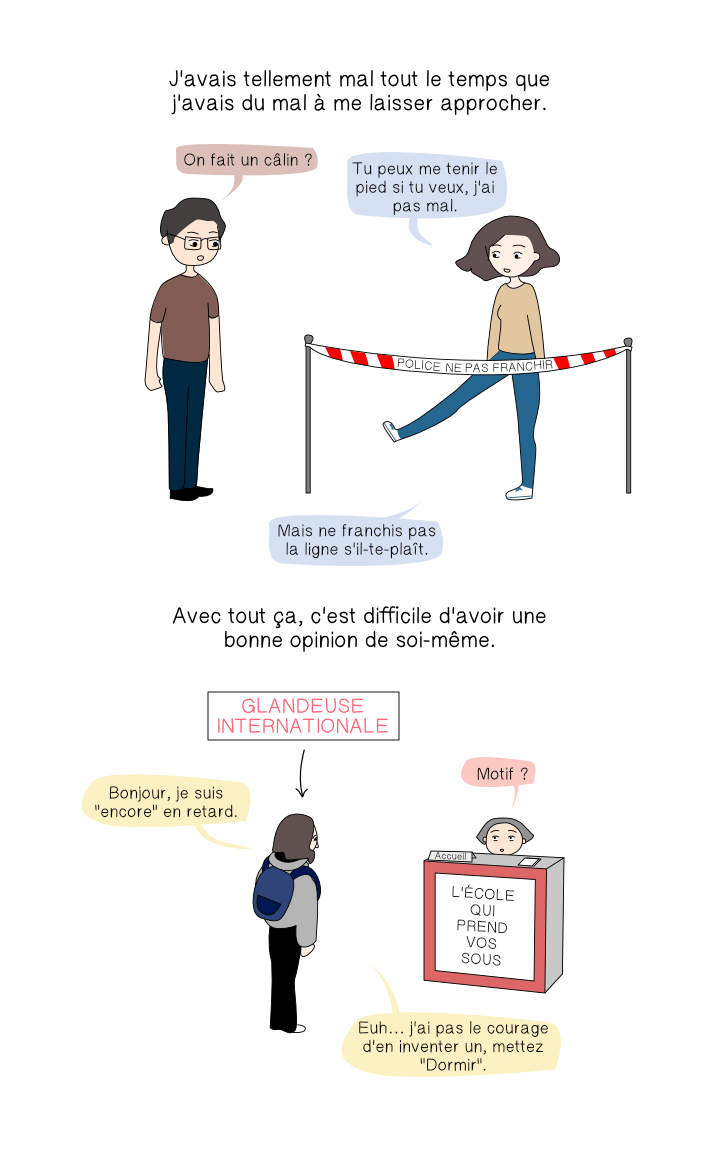 J'avais tellement mal tout le temps que
j'avais du mal à me laisser approcher.
On fait un câlin ?
Tu peux me tenir le
pied si tu veux, j'ai
pas mal.
POLICE NE PAS FRANCHIR
Mais ne franchis pas
la ligne s'il-te-plaît.
Avec tout ça, c'est difficile d'avoir une
bonne opinion de soi-même.
GLANDEUSE
INTERNATIONALE
Bonjour, je suis
"encore" en retard.
Motif ?
Accueil
L'ÉCOLE
QUI
PREND
VOS
SOUS
Euh... j'ai pas le courage
d'en inventer un, mettez
"Dormir".